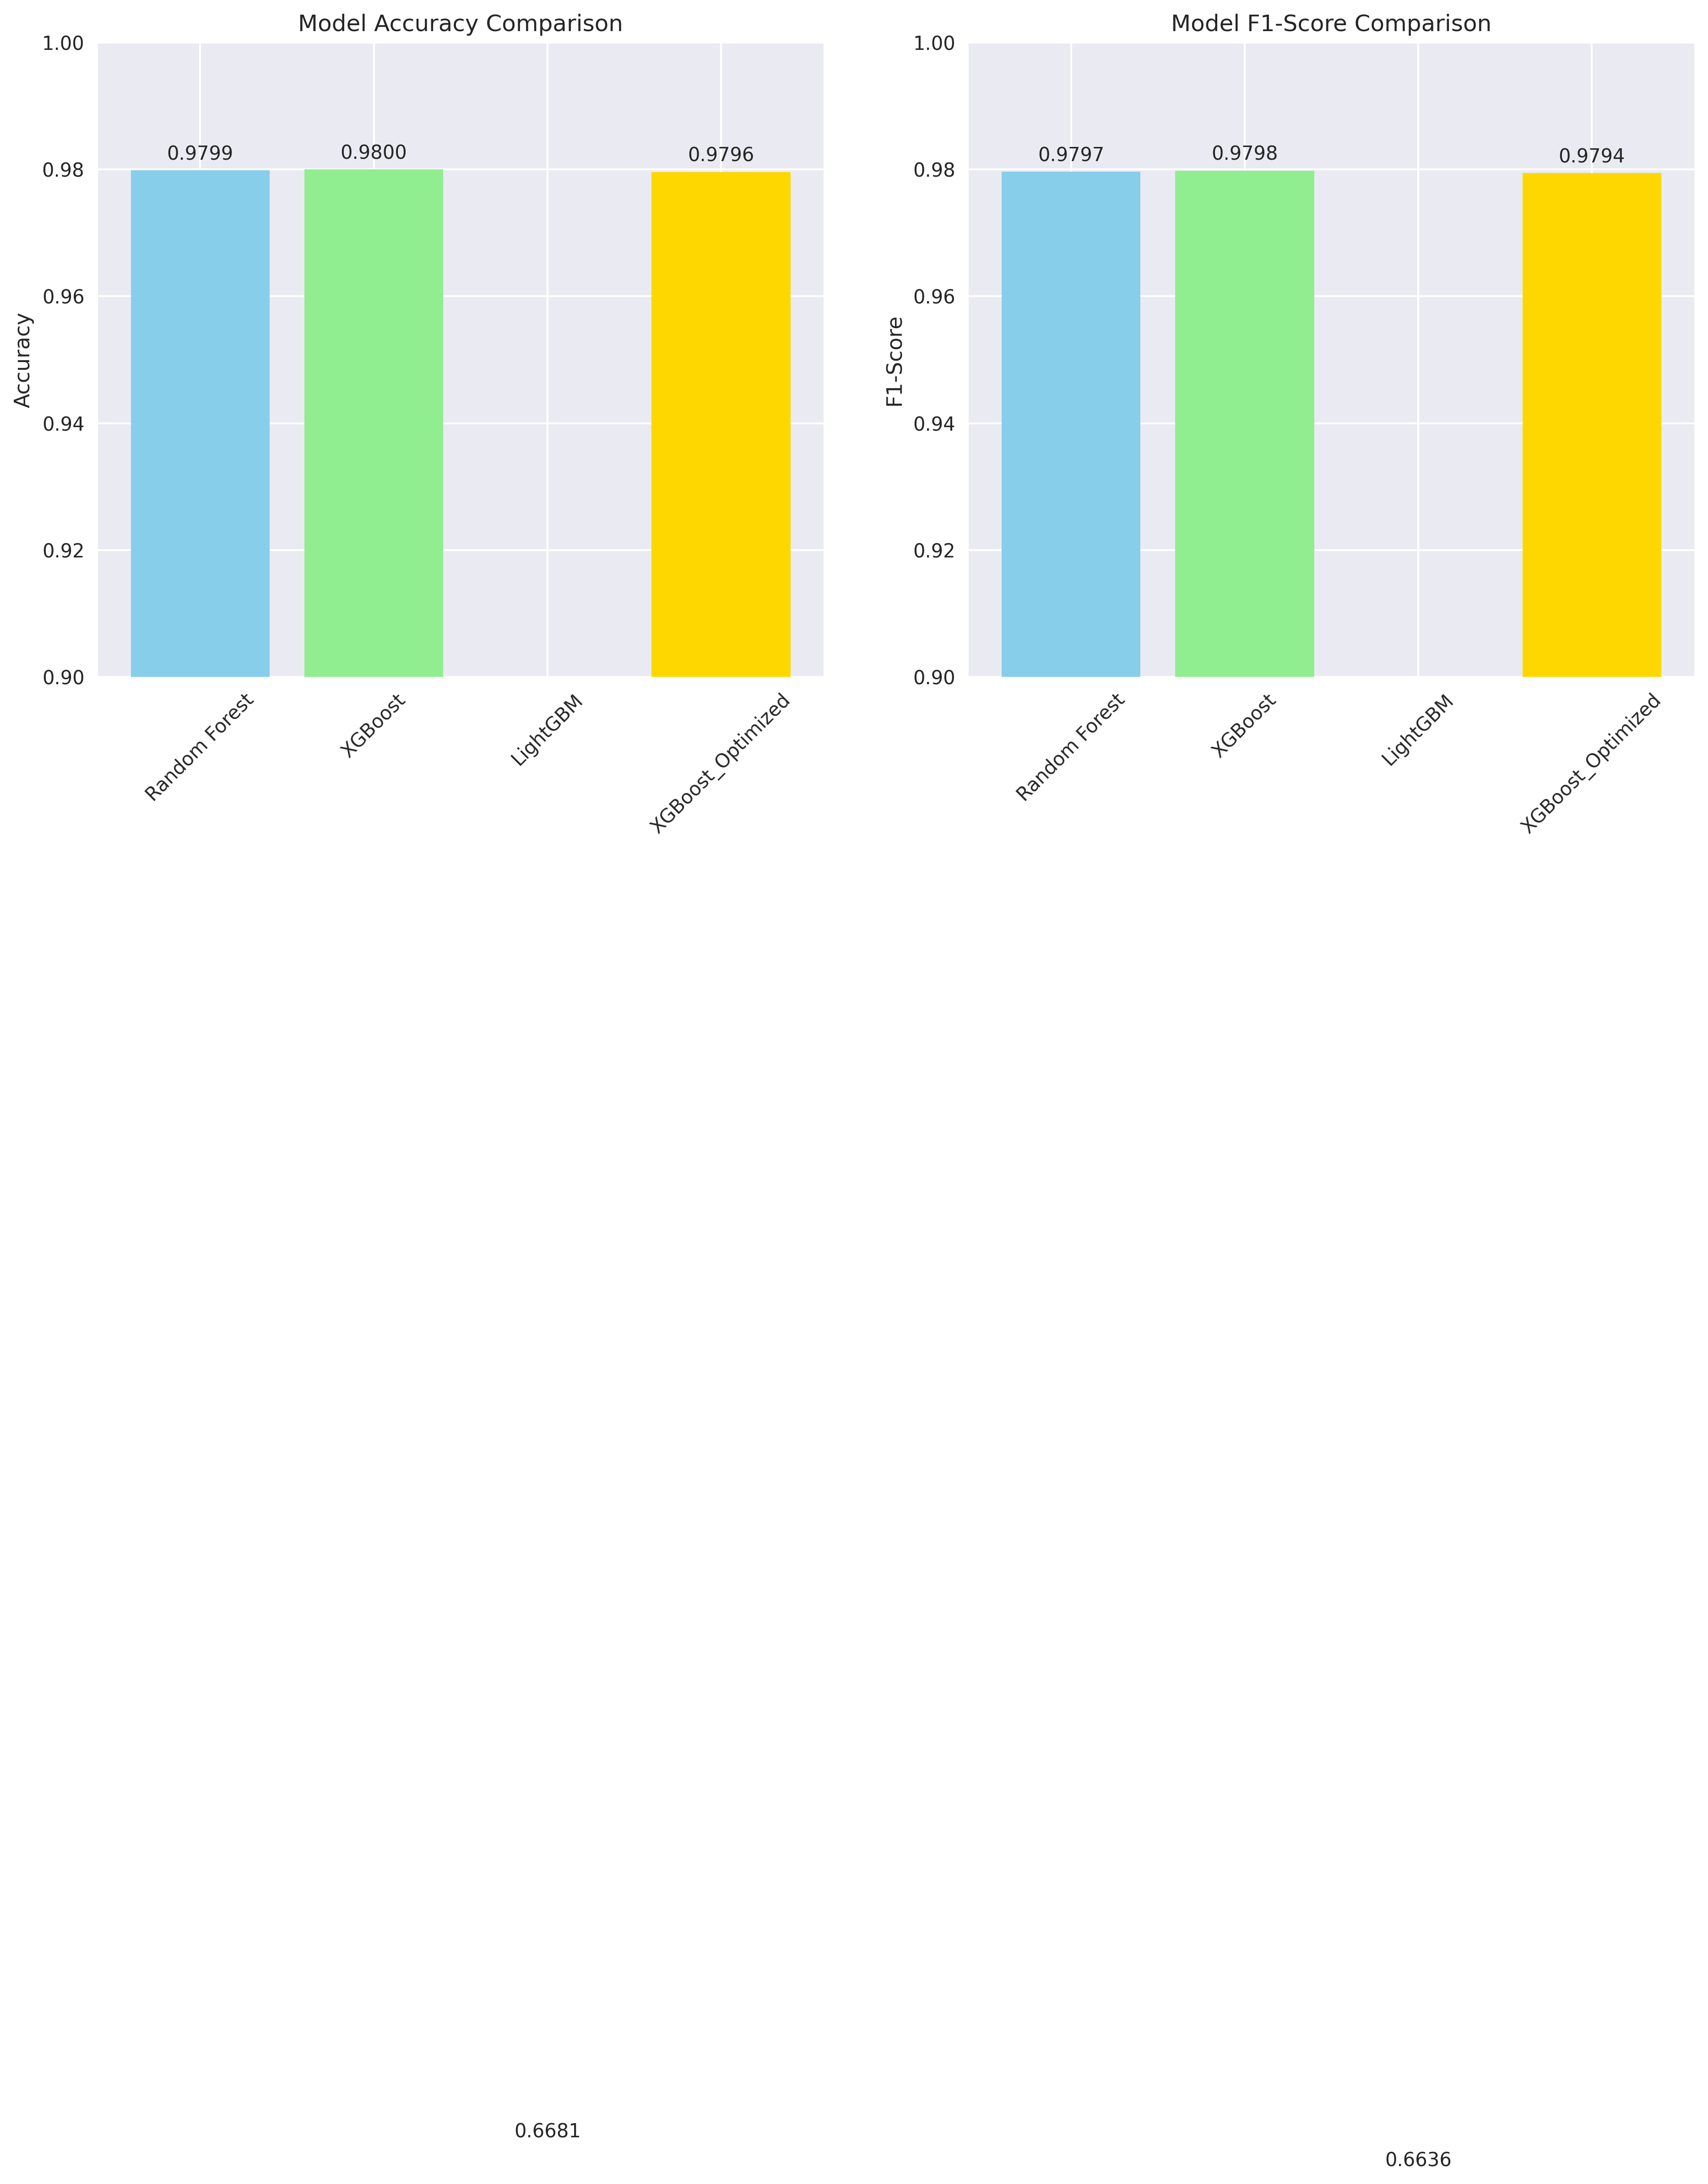 Model Accuracy Comparison
1.00
0.98
0.96
0.94
0.92
0.90
Accuracy
0.9799
0.9800
0.9796
Random Forest
XGBoost
LightGBM
XGBoost_Optimized
0.6681
Model F1-Score Comparison
1.00
0.98
0.96
0.94
0.92
0.90
F1-Score
0.9797
0.9798
0.9794
Random Forest
XGBoost
LightGBM
XGBoost_Optimized
0.6636